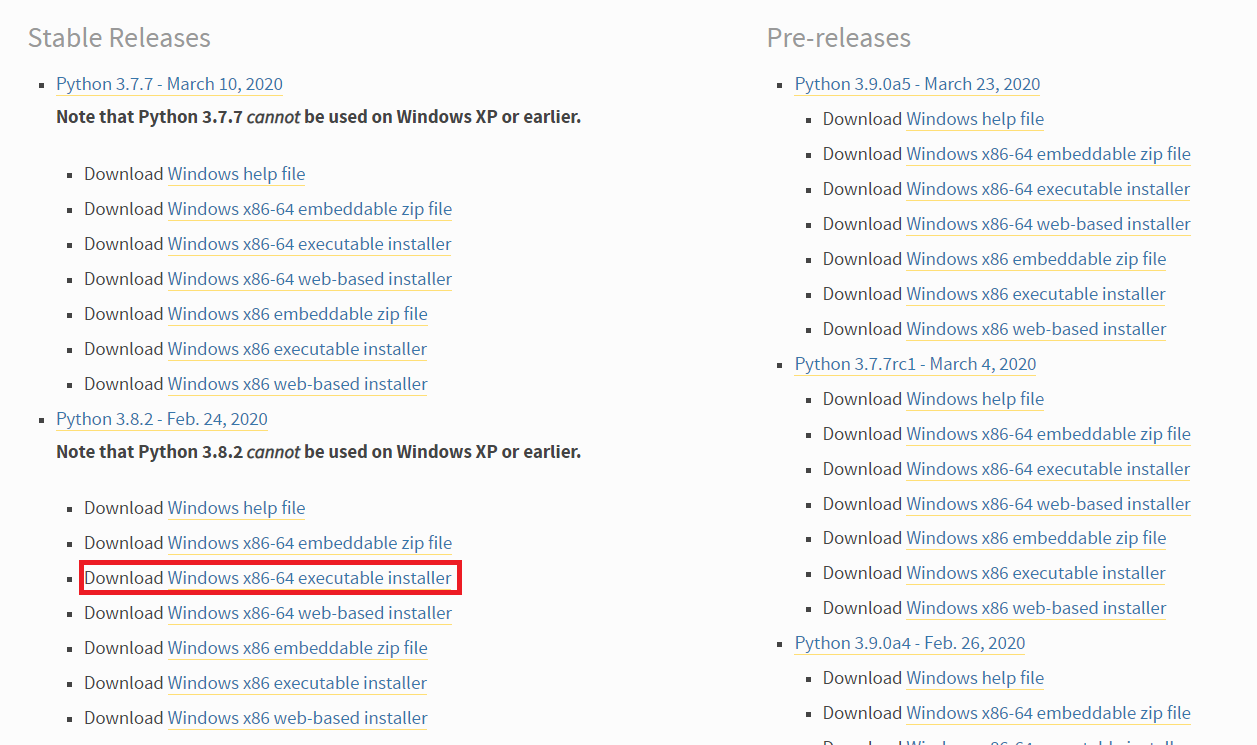 Stable Releases
Python 3.7.7 - March 10, 2020
Note that Python 3.7.7 cannot be used on Windows XP or earlier.
Download Windows help file
Download Windows x86-64 embeddable zip file
Download Windows x86-64 executable installer
Download Windows x86-64 web-based installer
Download Windows x86 embeddable zip file
Download Windows x86 executable installer
Download Windows x86 web-based installer
Python 3.8.2 - Feb. 24, 2020
Note that Python 3.8.2 cannot be used on Windows XP or earlier.
Download Windows help file
Download Windows x86-64 embeddable zip file
Download Windows x86-64 executable installer
Download Windows x86-64 web-based installer
Download Windows x86 embeddable zip file
Download Windows x86 executable installer
Download Windows x86 web-based installer
Pre-releases
Python 3.9.0a5 - March 23, 2020
Download Windows help file
Download Windows x86-64 embeddable zip file
Download Windows x86-64 executable installer
Download Windows x86-64 web-based installer
Download Windows x86 embeddable zip file
Download Windows x86 executable installer
Download Windows x86 web-based installer
Python 3.7.7rc1 - March 4, 2020
Download Windows help file
Download Windows x86-64 embeddable zip file
Download Windows x86-64 executable installer
Download Windows x86-64 web-based installer
Download Windows x86 embeddable zip file
Download Windows x86 executable installer
Download Windows x86 web-based installer
Python 3.9.0a4 - Feb. 26, 2020
Download Windows help file
Download Windows x86-64 embeddable zip file